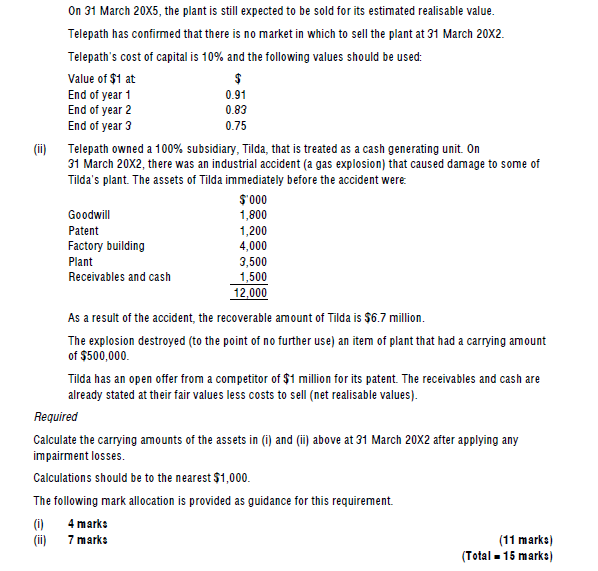 On 31 March 20X5, the plant is still expected to be sold for its estimated realisable value.
Telepath has confirmed that there is no market in which to sell the plant at 31 March 20X2.
Telepath's cost of capital is 10% and the following values should be used:
Value of $1 at: $
End of year 1 0.91
End of year 2 0.83
End of year 3 0.75
(ii) Telepath owned a 100% subsidiary, Tilda, that is treated as a cash generating unit. On
31 March 20X2, there was an industrial accident (a gas explosion) that caused damage to some of
Tilda's plant. The assets of Tilda immediately before the accident were:
$'000
Goodwill 1,800
Patent 1,200
Factory building 4,000
Plant 3,500
Receivables and cash 1,500
12,000
As a result of the accident, the recoverable amount of Tilda is $6.7 million.
The explosion destroyed (to the point of no further use) an item of plant that had a carrying amount
of $500,000.
Tilda has an open offer from a competitor of $1 million for its patent. The receivables and cash are
already stated at their fair values less costs to sell (net realisable values).
Required
Calculate the carrying amounts of the assets in (i) and (ii) above at 31 March 20X2 after applying any
impairment losses.
Calculations should be to the nearest $1,000.
The following mark allocation is provided as guidance for this requirement.
(i) 4 marks
(ii) 7 marks (11 marks)
(Total = 15 marks)